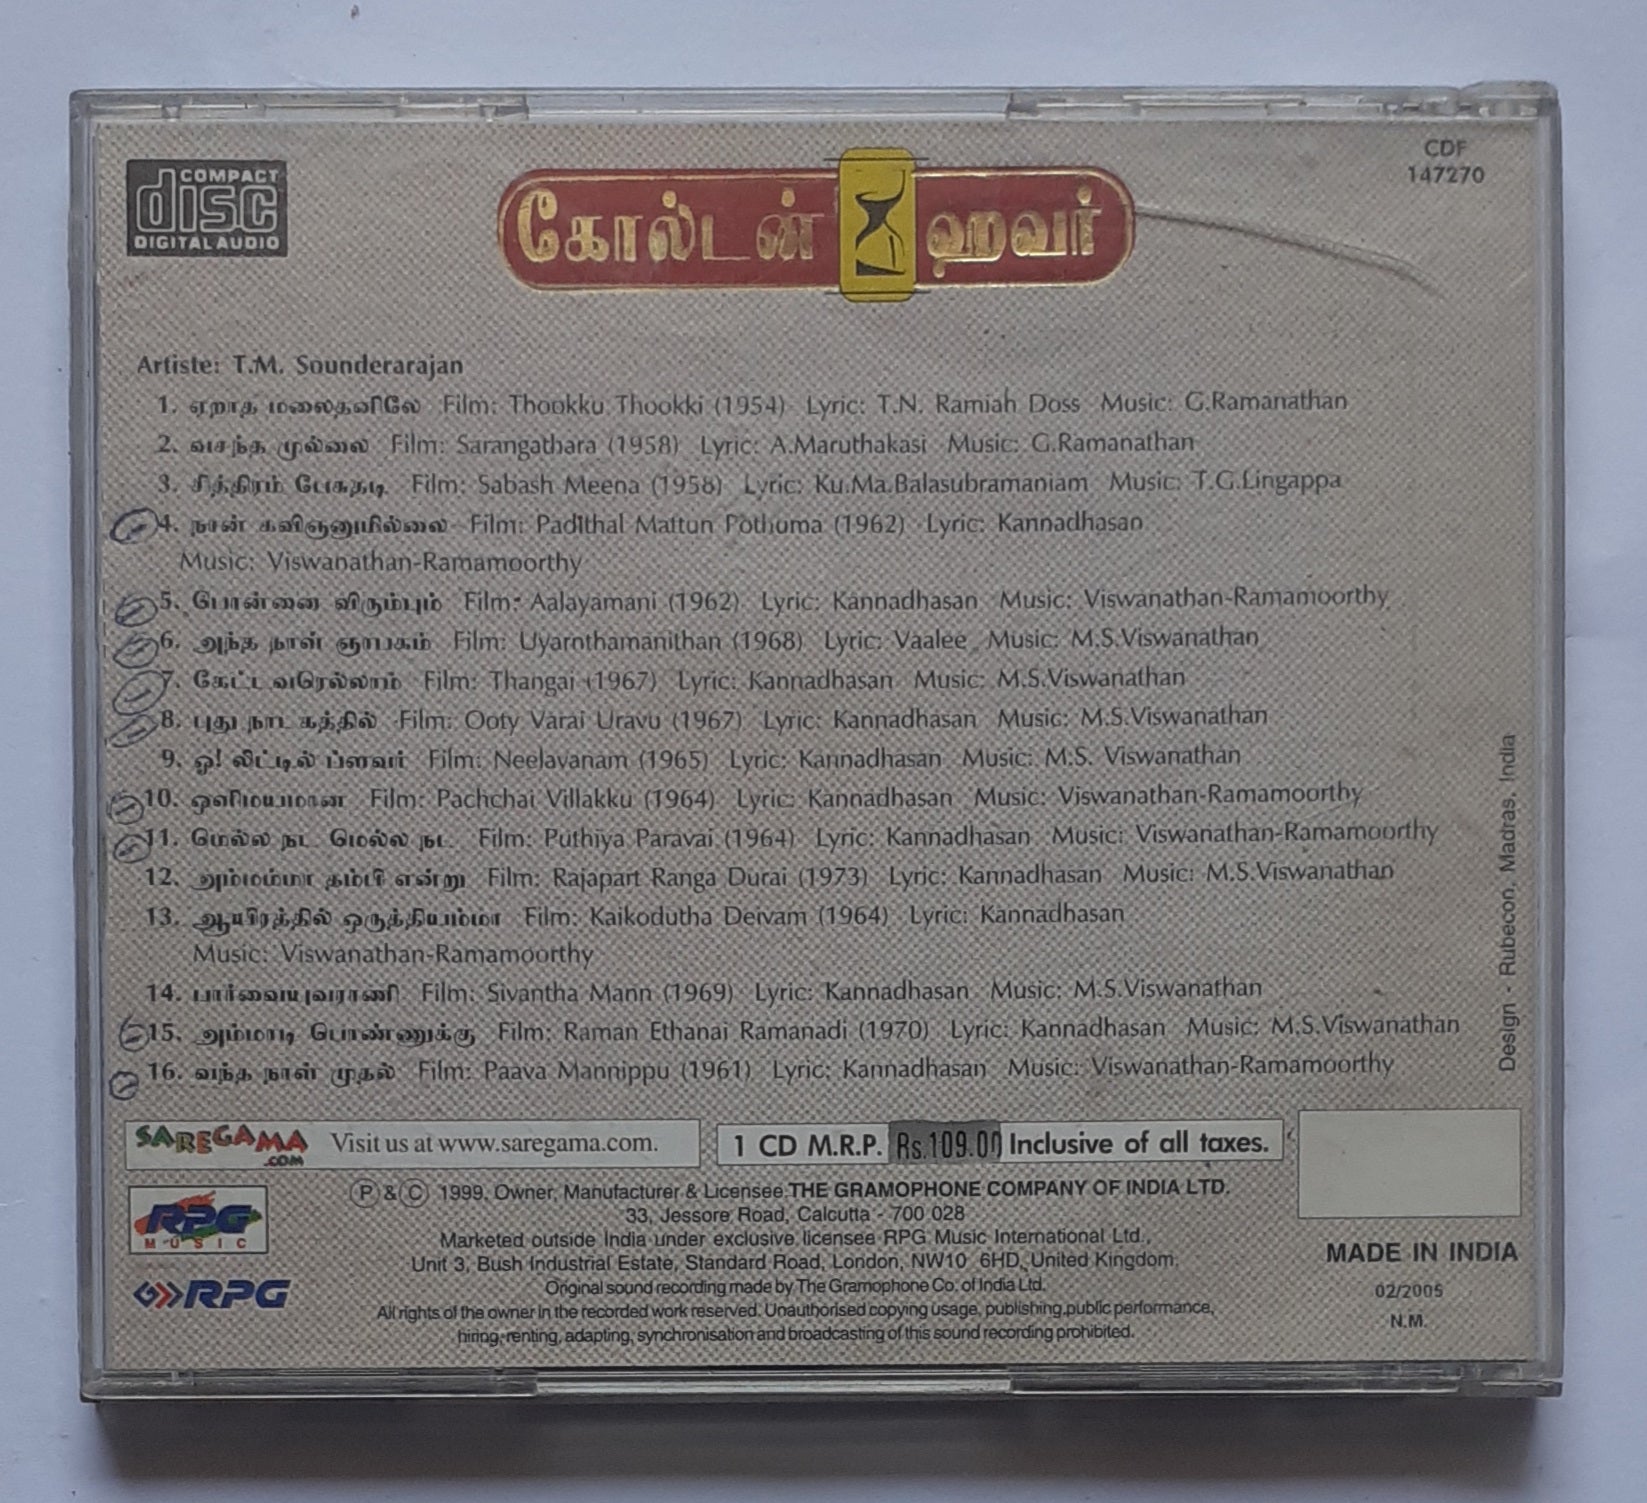 COMPACT
disc
DIGITAL AUDIO
கோல்டன் ஹவர்
CDF
147270
Artiste: T.M. Sounderarajan
1. ஏறாத மலைதனிலே Film: Thookku Thookki (1954) Lyric: T.N. Ramiah Doss Music: G.Ramanathan
2. வசந்த முல்லை Film: Sarangathara (1958) Lyric: A.Maruthakasi Music: G.Ramanathan
3. சித்திரம் பேசுதடி Film: Sabash Meena (1958) Lyric: Ku.Ma.Balasubramaniam Music: T.G.Lingappa
4. நான் கவிஞனுமில்லை Film: Padithal Mattun Pothuma (1962) Lyric: Kannadhasan
Music: Viswanathan-Ramamoorthy
5. பொன்னை விரும்பும் Film: Aalayamani (1962) Lyric: Kannadhasan Music: Viswanathan-Ramamoorthy
6. அந்த நாள் ஞாபகம் Film: Uyarnthamanithan (1968) Lyric: Vaalee Music: M.S.Viswanathan
7. கேட்டவரெல்லாம் Film: Thangai (1967) Lyric: Kannadhasan Music: M.S.Viswanathan
8. புது நாடகத்தில் Film: Ooty Varai Uravu (1967) Lyric: Kannadhasan Music: M.S.Viswanathan
9. ஓ! லிட்டில் ப்ளவர் Film: Neelavanam (1965) Lyric: Kannadhasan Music: M.S. Viswanathan
10. ஒளிமயமான Film: Pachchai Villakku (1964) Lyric: Kannadhasan Music: Viswanathan-Ramamoorthy
11. மெல்ல நட மெல்ல நட Film: Puthiya Paravai (1964) Lyric: Kannadhasan Music: Viswanathan-Ramamoorthy
12. அம்மம்மா தம்பி என்று Film: Rajapart Ranga Durai (1973) Lyric: Kannadhasan Music: M.S.Viswanathan
13. ஆயிரத்தில் ஒருத்தியம்மா Film: Kaikodutha Deivam (1964) Lyric: Kannadhasan
Music: Viswanathan-Ramamoorthy
14. பார்வையுவராணி Film: Sivantha Mann (1969) Lyric: Kannadhasan Music: M.S.Viswanathan
15. அம்மாடி பொண்ணுக்கு Film: Raman Ethanai Ramanadi (1970) Lyric: Kannadhasan Music: M.S.Viswanathan
16. வந்த நாள் முதல் Film: Paava Mannippu (1961) Lyric: Kannadhasan Music: Viswanathan-Ramamoorthy
Design - Rubecon, Madras, India
SAREGAMA.COM Visit us at www.saregama.com.
1 CD M.R.P. Rs.109.00 Inclusive of all taxes.
RPG
MUSIC
RPG
Ⓟ & Ⓒ 1999. Owner, Manufacturer & Licensee THE GRAMOPHONE COMPANY OF INDIA LTD.
33, Jessore Road, Calcutta - 700 028
Marketed outside India under exclusive licensee RPG Music International Ltd.,
Unit 3, Bush Industrial Estate, Standard Road, London, NW10 6HD, United Kingdom.
Original sound recording made by The Gramophone Co. of India Ltd.
All rights of the owner in the recorded work reserved. Unauthorised copying usage, publishing,public performance,
hiring, renting, adapting, synchronisation and broadcasting of this sound recording prohibited.
MADE IN INDIA
02/2005
N.M.